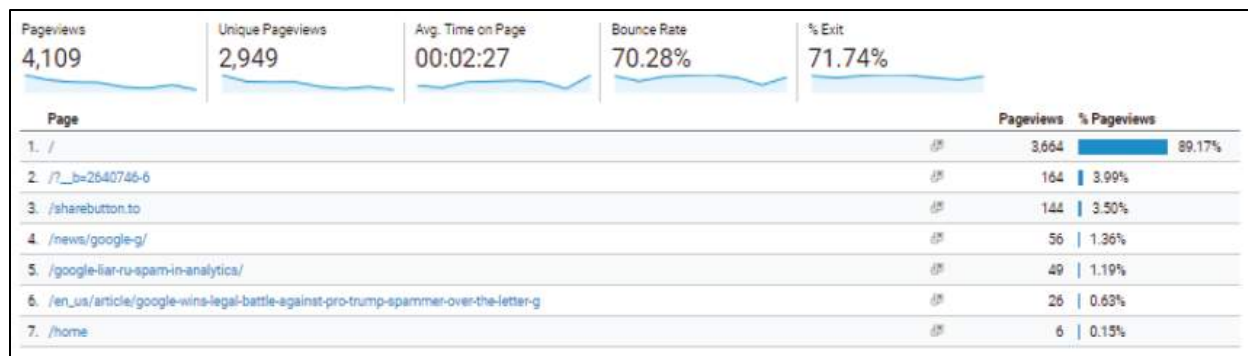 Pageviews Unique Pageviews Avg. Time on Page Bounce Rate % Exit
4,109 2,949 00:02:27 70.28% 71.74%
Page Pageviews % Pageviews
1. / 3,664 89.17%
2. /?__b=2640746-6 164 3.99%
3. /sharebutton.to 144 3.50%
4. /news/google-g/ 56 1.36%
5. /google-liar-ru-spam-in-analytics/ 49 1.19%
6. /en_us/article/google-wins-legal-battle-against-pro-trump-spammer-over-the-letter-g 26 0.63%
7. /home 6 0.15%